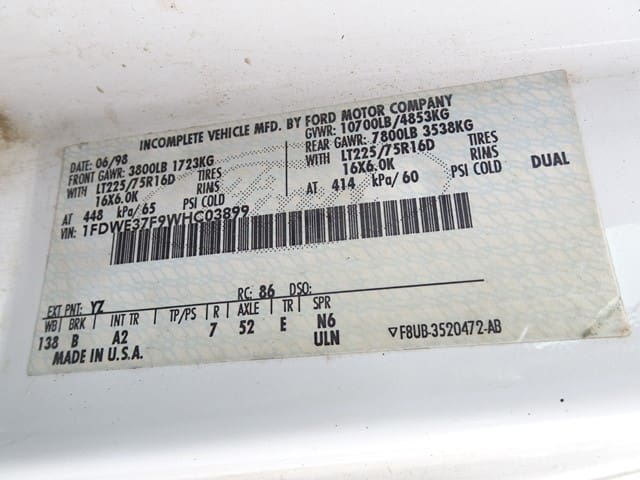 INCOMPLETE VEHICLE MFD. BY FORD MOTOR COMPANY
DATE: 06/98 GVWR: 10700LB/4853KG
FRONT GAWR: 3800LB 1723KG REAR GAWR: 7800LB 3538KG
WITH LT225/75R16D TIRES WITH LT225/75R16D TIRES
16X6.0K RINS 16X6.0K RINS DUAL
AT 448 kPa/65 PSI COLD AT 414 kPa/60 PSI COLD
VIN: 1FDWE37F9WHC03899
EXT PNT: YZ RC: 86 DSO:
WB BRK INT TR TP/PS R AXLE TR SPR
138 B A2 7 52 E N6
ULN
MADE IN U.S.A. ▽F8UB-3520472-AB